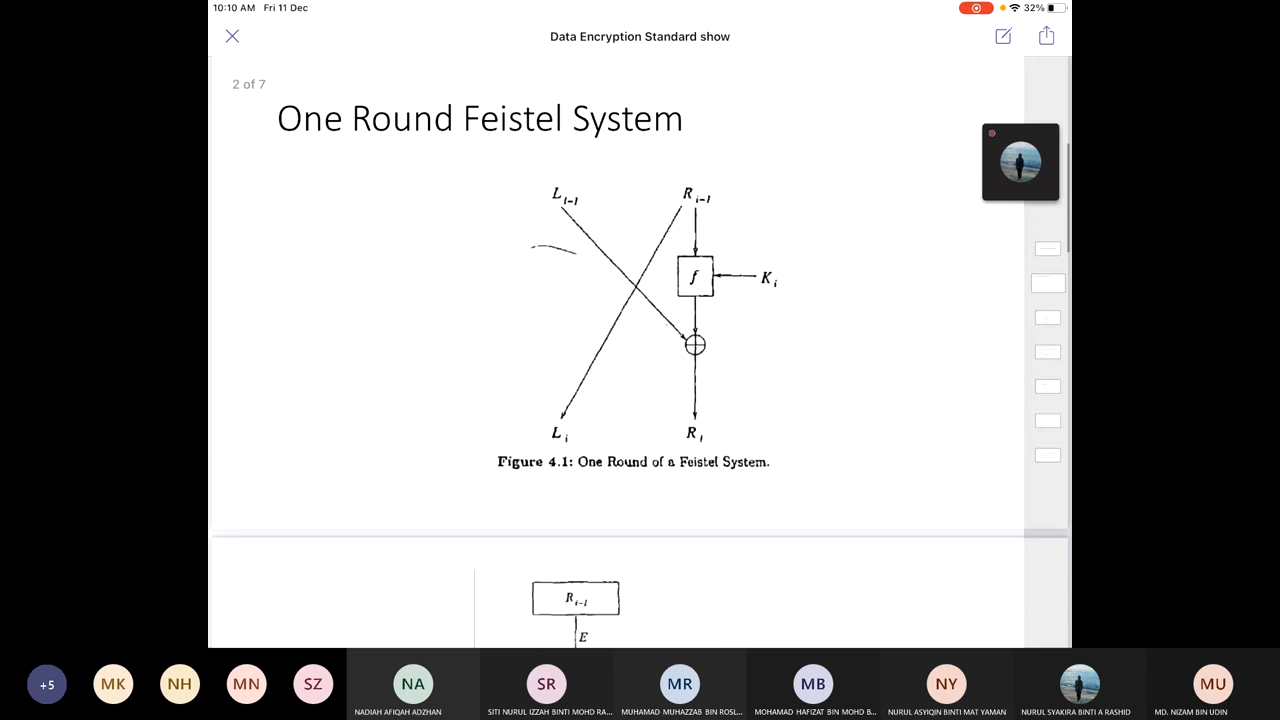 10:10 AM Fri 11 Dec
32%
Data Encryption Standard show
2 of 7
One Round Feistel System
L i-1
R i-1
f
K i
L i
R i
Figure 4.1: One Round of a Feistel System.
R i-1
E
+5
MK
NH
MN
SZ
NA
SR
MR
MB
NY
MU
NADIAH AFIQAH ADZHAN
SITI NURUL IZZAH BINTI MOHD RA...
MUHAMAD MUHAZZAB BIN ROSL...
MOHAMAD HAFIZAT BIN MOHD B...
NURUL ASYIQIN BINTI MAT YAMAN
NURUL SYAKIRA BINTI A RASHID
MD. NIZAM BIN UDIN